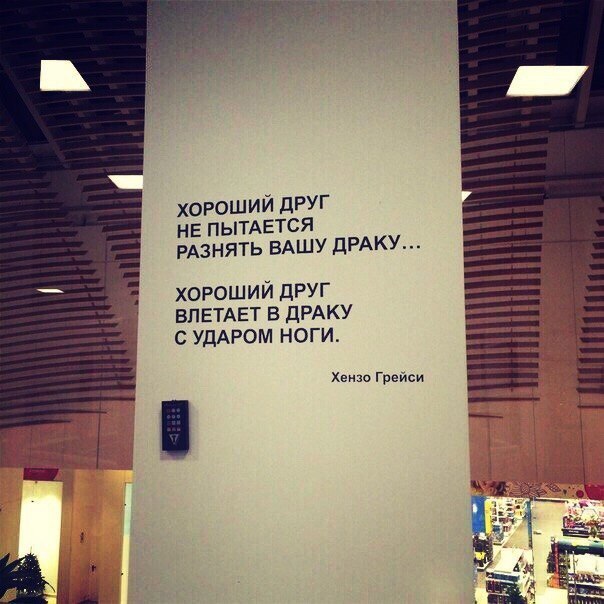 ХОРОШИЙ ДРУГ
НЕ ПЫТАЕТСЯ
РАЗНЯТЬ ВАШУ ДРАКУ...
ХОРОШИЙ ДРУГ
ВЛЕТАЕТ В ДРАКУ
С УДАРОМ НОГИ.
Хензо Грейси